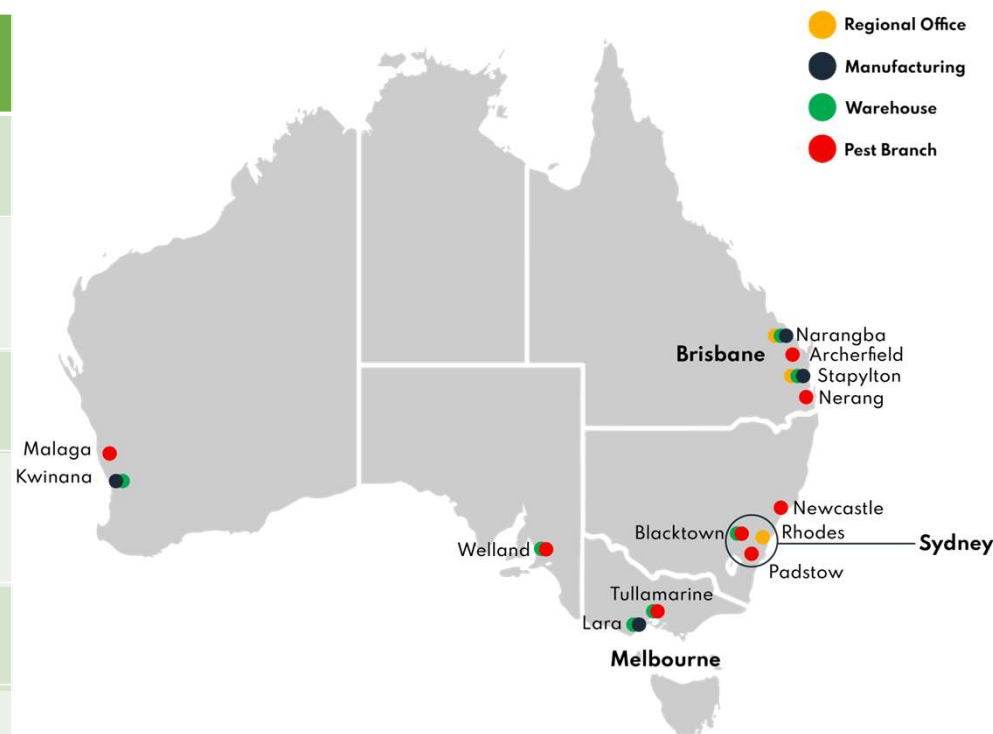 Regional Office
Manufacturing
Warehouse
Pest Branch
Narangba
Brisbane
Archerfield
Stapylton
Nerang
Malaga
Kwinana
Newcastle
Blacktown
Rhodes
Sydney
Welland
Padstow
Tullamarine
Lara
Melbourne